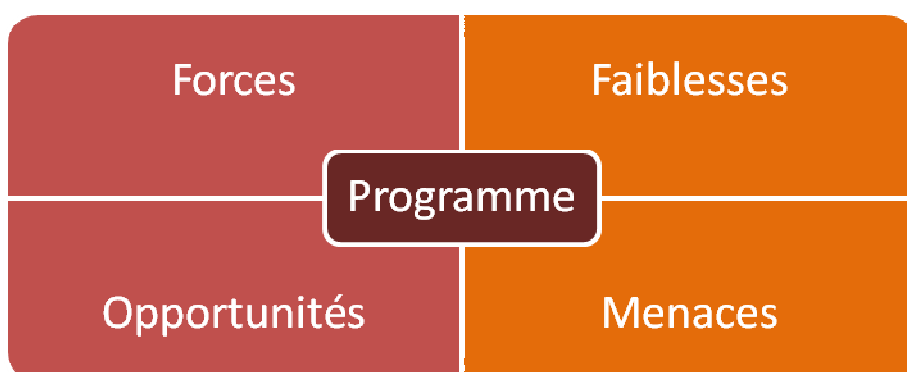 Forces
Faiblesses
Programme
Opportunités
Menaces